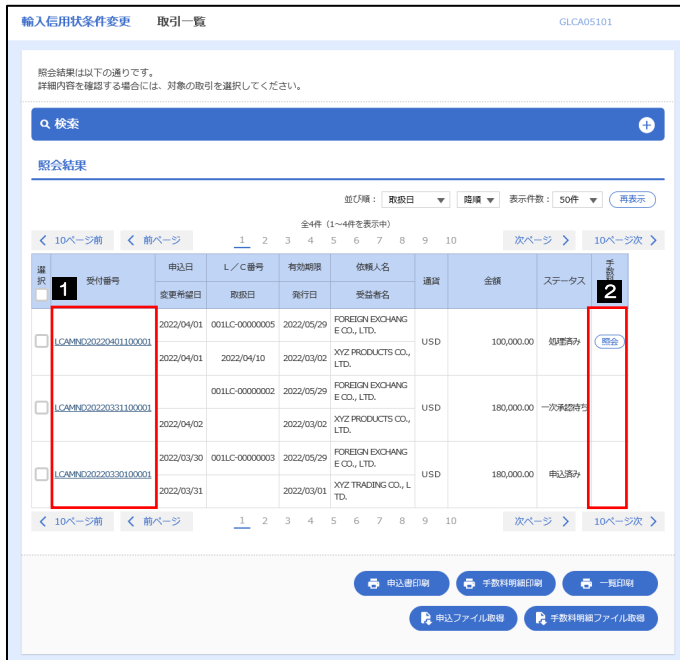 輸入信用状条件変更 取引一覧 GLCA05101
照会結果は以下の通りです。
詳細内容を確認する場合には、対象の取引を選択してください。
検索
照会結果
並び順： 取扱日 降順 表示件数： 50件 再表示
全4件（1～4件を表示中）
10ページ前 前ページ 1 2 3 4 5 6 7 8 9 10 次ページ 10ページ次
選択 受付番号 申込日 L／C番号 有効期限 依頼人名 通貨 金額 ステータス 手数
変更希望日 取扱日 発行日 受益者名
1 2
LCAMND20220401100001 2022/04/01 001LC-00000005 2022/05/29 FOREIGN EXCHANG
E CO., LTD. USD 100,000.00 処理済み 照会
2022/04/01 2022/04/10 2022/03/02 XYZ PRODUCTS CO.,
LTD.
LCAMND20220331100001 001LC-00000002 2022/05/29 FOREIGN EXCHANG
E CO., LTD. USD 180,000.00 一次承認待ち
2022/04/02 2022/03/02 XYZ PRODUCTS CO.,
LTD.
LCAMND20220330100001 2022/03/30 001LC-00000003 2022/05/29 FOREIGN EXCHANG
E CO., LTD. USD 180,000.00 申込済み
2022/03/31 2022/03/01 XYZ TRADING CO., L
TD.
10ページ前 前ページ 1 2 3 4 5 6 7 8 9 10 次ページ 10ページ次
申込書印刷 手数料明細印刷 一覧印刷
申込ファイル取得 手数料明細ファイル取得